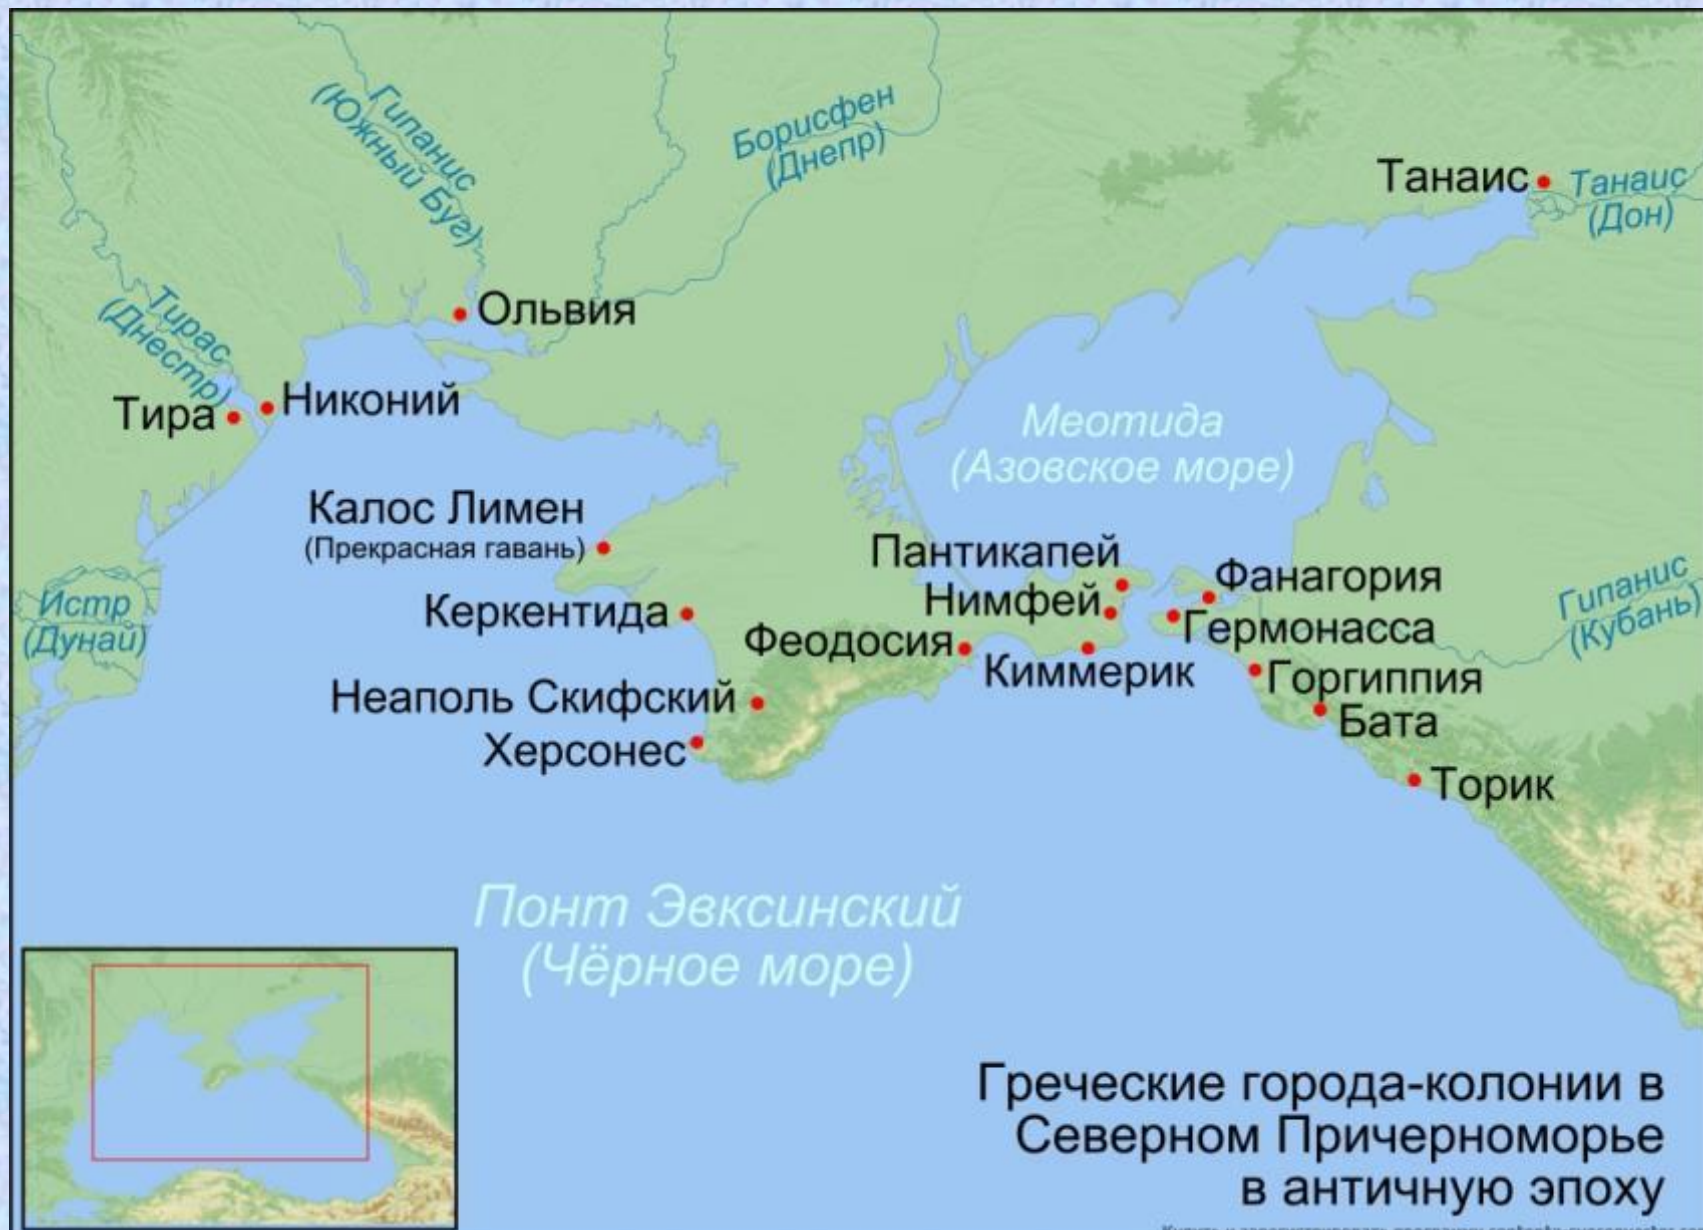 Гипанис
(Южный Буг)
Борисфен
(Днепр)
Танаис
Танаис
(Дон)
Тирас
(Днестр)
Ольвия
Тира
Никоний
Меотида
(Азовское море)
Калос Лимен
(Прекрасная гавань)
Пантикапей
Фанагория
Гипанис
(Кубань)
Истр
(Дунай)
Керкентида
Нимфей
Гермонасса
Феодосия
Киммерик
Горгиппия
Неаполь Скифский
Бата
Херсонес
Торик
Понт Эвксинский
(Чёрное море)
Греческие города-колонии в
Северном Причерноморье
в античную эпоху